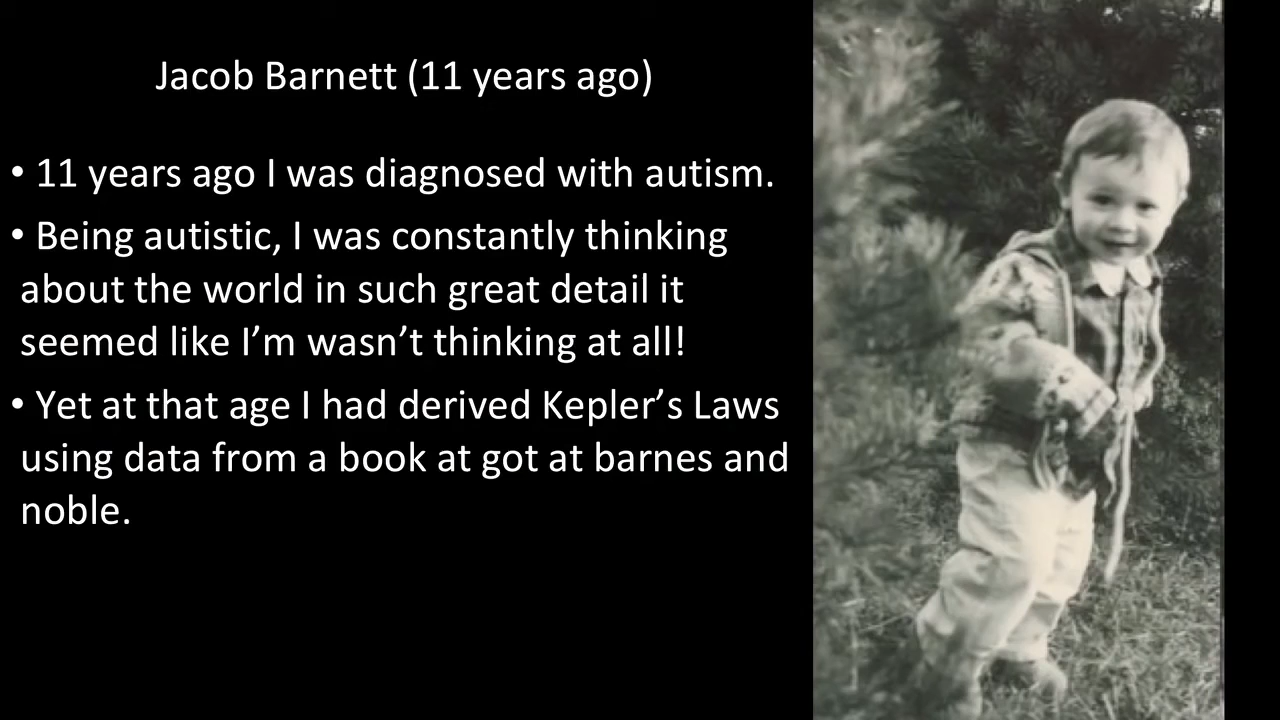 Jacob Barnett (11 years ago)
• 11 years ago I was diagnosed with autism.
• Being autistic, I was constantly thinking
about the world in such great detail it
seemed like I’m wasn’t thinking at all!
• Yet at that age I had derived Kepler’s Laws
using data from a book at got at barnes and
noble.